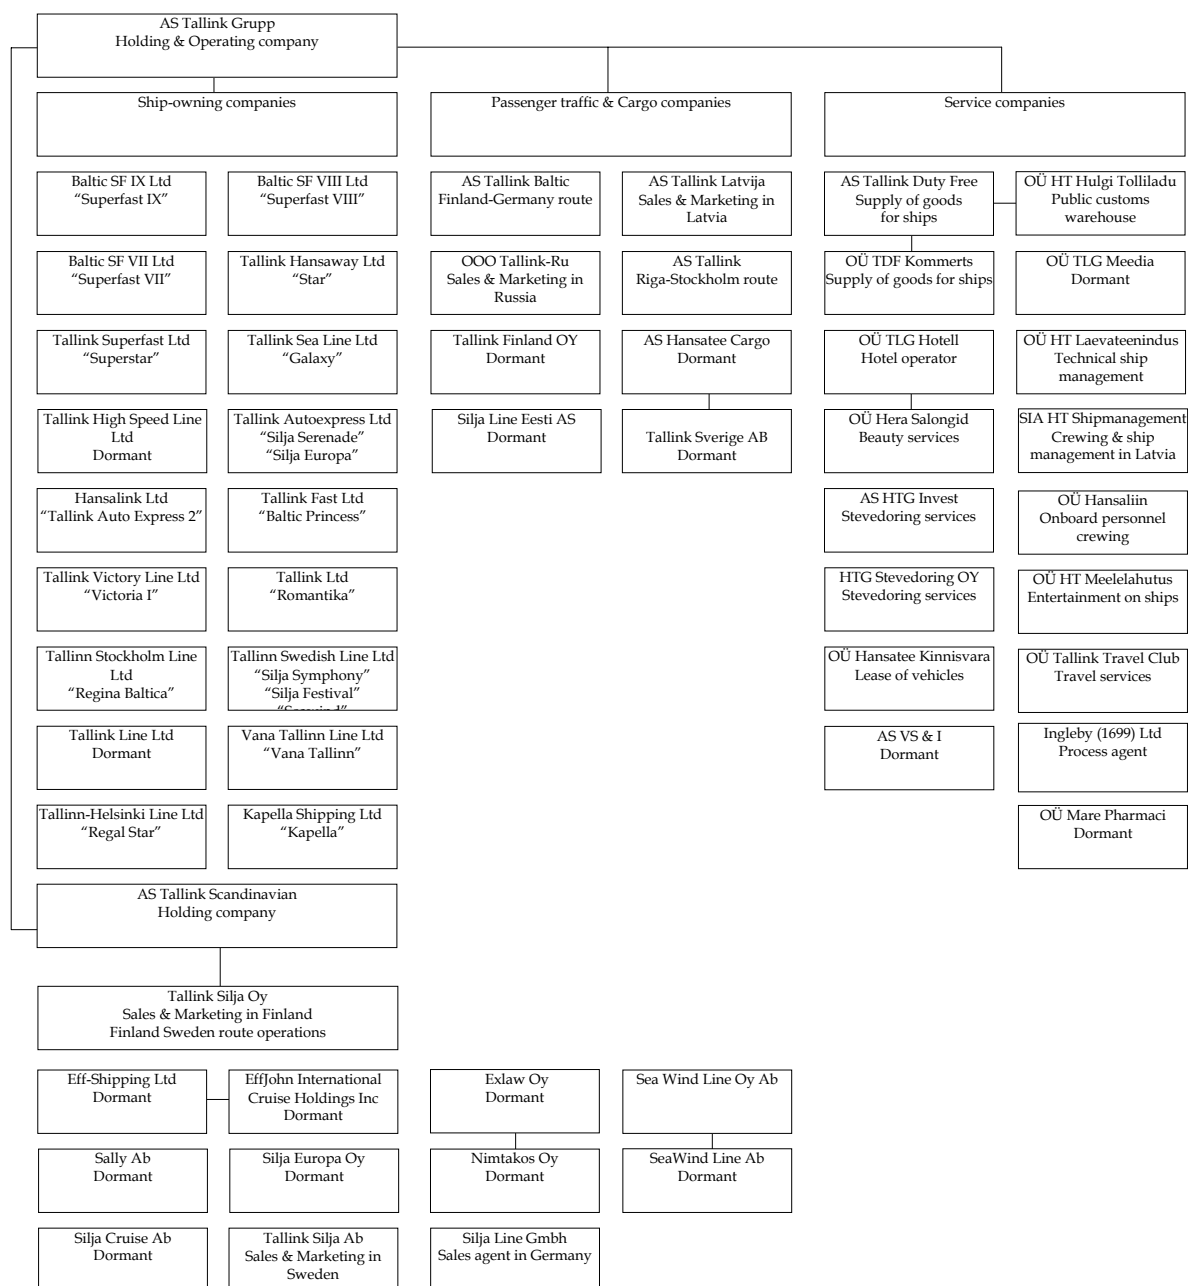 AS Tallink Grupp
Holding & Operating company
Ship-owning companies
Passenger traffic & Cargo companies
Service companies
Baltic SF IX Ltd
“Superfast IX”
Baltic SF VIII Ltd
“Superfast VIII”
AS Tallink Baltic
Finland-Germany route
AS Tallink Latvija
Sales & Marketing in
Latvia
AS Tallink Duty Free
Supply of goods
for ships
OÜ HT Hulgi Tolliladu
Public customs
warehouse
Baltic SF VII Ltd
“Superfast VII”
Tallink Hansaway Ltd
“Star”
OOO Tallink-Ru
Sales & Marketing in
Russia
AS Tallink
Riga-Stockholm route
OÜ TDF Kommerts
Supply of goods for ships
OÜ TLG Meedia
Dormant
Tallink Superfast Ltd
“Superstar”
Tallink Sea Line Ltd
“Galaxy”
Tallink Finland OY
Dormant
AS Hansatee Cargo
Dormant
OÜ TLG Hotell
Hotel operator
OÜ HT Laevateenindus
Technical ship
management
Tallink High Speed Line
Ltd
Dormant
Tallink Autoexpress Ltd
“Silja Serenade”
“Silja Europa”
Silja Line Eesti AS
Dormant
Tallink Sverige AB
Dormant
OÜ Hera Salongid
Beauty services
SIA HT Shipmanagement
Crewing & ship
management in Latvia
Hansalink Ltd
“Tallink Auto Express 2”
Tallink Fast Ltd
“Baltic Princess”
AS HTG Invest
Stevedoring services
OÜ Hansaliin
Onboard personnel
crewing
Tallink Victory Line Ltd
“Victoria I”
Tallink Ltd
“Romantika”
HTG Stevedoring OY
Stevedoring services
OÜ HT Meelelahutus
Entertainment on ships
Tallinn Stockholm Line
Ltd
“Regina Baltica”
Tallinn Swedish Line Ltd
“Silja Symphony”
“Silja Festival”
OÜ Hansatee Kinnisvara
Lease of vehicles
OÜ Tallink Travel Club
Travel services
Tallink Line Ltd
Dormant
Vana Tallinn Line Ltd
“Vana Tallinn”
AS VS & I
Dormant
Ingleby (1699) Ltd
Process agent
Tallinn-Helsinki Line Ltd
“Regal Star”
Kapella Shipping Ltd
“Kapella”
OÜ Mare Pharmaci
Dormant
AS Tallink Scandinavian
Holding company
Tallink Silja Oy
Sales & Marketing in Finland
Finland Sweden route operations
Eff-Shipping Ltd
Dormant
EffJohn International
Cruise Holdings Inc
Dormant
Exlaw Oy
Dormant
Sea Wind Line Oy Ab
Sally Ab
Dormant
Silja Europa Oy
Dormant
Nimtakos Oy
Dormant
SeaWind Line Ab
Dormant
Silja Cruise Ab
Dormant
Tallink Silja Ab
Sales & Marketing in
Sweden
Silja Line Gmbh
Sales agent in Germany